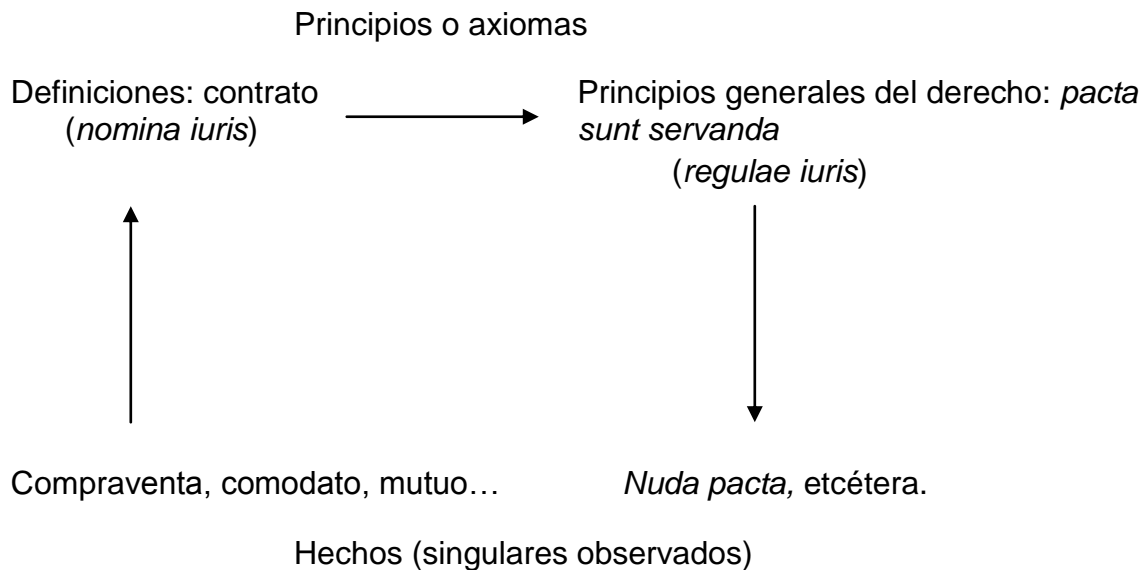 Principios o axiomas
Definiciones: contrato
(nomina iuris)
Principios generales del derecho: pacta
sunt servanda
(regulae iuris)
Compraventa, comodato, mutuo…
Nuda pacta, etcétera.
Hechos (singulares observados)